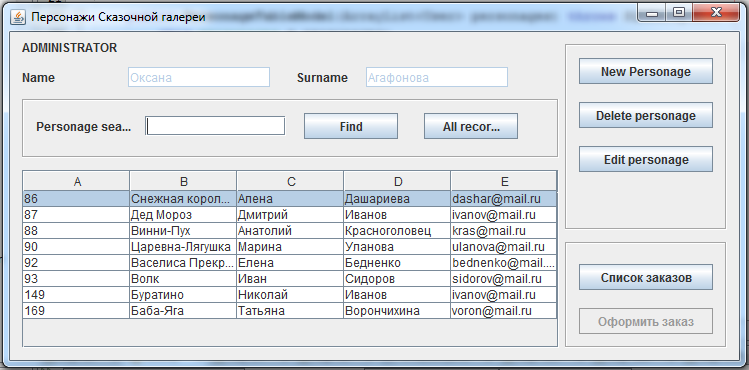 Персонажи Сказочной галереи
ADMINISTRATOR
Name Оксана Surname Агафонова
Personage sea... Find All recor...
New Personage
Delete personage
Edit personage
A B C D E
86 Снежная корол... Алена Дашариева dashar@mail.ru
87 Дед Мороз Дмитрий Иванов ivanov@mail.ru
88 Винни-Пух Анатолий Красноголовец kras@mail.ru
90 Царевна-Лягушка Марина Уланова ulanova@mail.ru
92 Васелиса Прекр... Елена Бедненко bednenko@mail....
93 Волк Иван Сидоров sidorov@mail.ru
149 Буратино Николай Иванов ivanov@mail.ru
169 Баба-Яга Татьяна Ворончихина voron@mail.ru
Список заказов
Оформить заказ